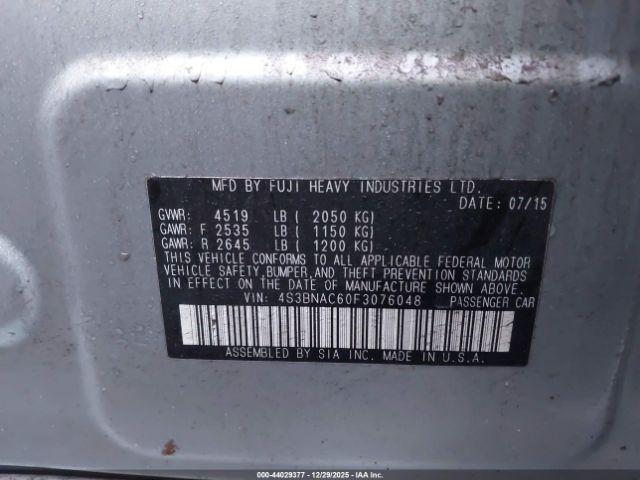 MFD BY FUJI HEAVY INDUSTRIES LTD.
DATE: 07/15
GVWR: 4519 LB ( 2050 KG)
GAWR: F 2535 LB ( 1150 KG)
GAWR: R 2645 LB ( 1200 KG)
THIS VEHICLE CONFORMS TO ALL APPLICABLE FEDERAL MOTOR
VEHICLE SAFETY,BUMPER,AND THEFT PREVENTION STANDARDS
IN EFFECT ON THE DATE OF MANUFACTURE SHOWN ABOVE.
VIN: 4S3BNAC60F3076048 PASSENGER CAR
ASSEMBLED BY SIA INC. MADE IN U.S.A.
000-44029377 - 12/29/2025 - IAA Inc.